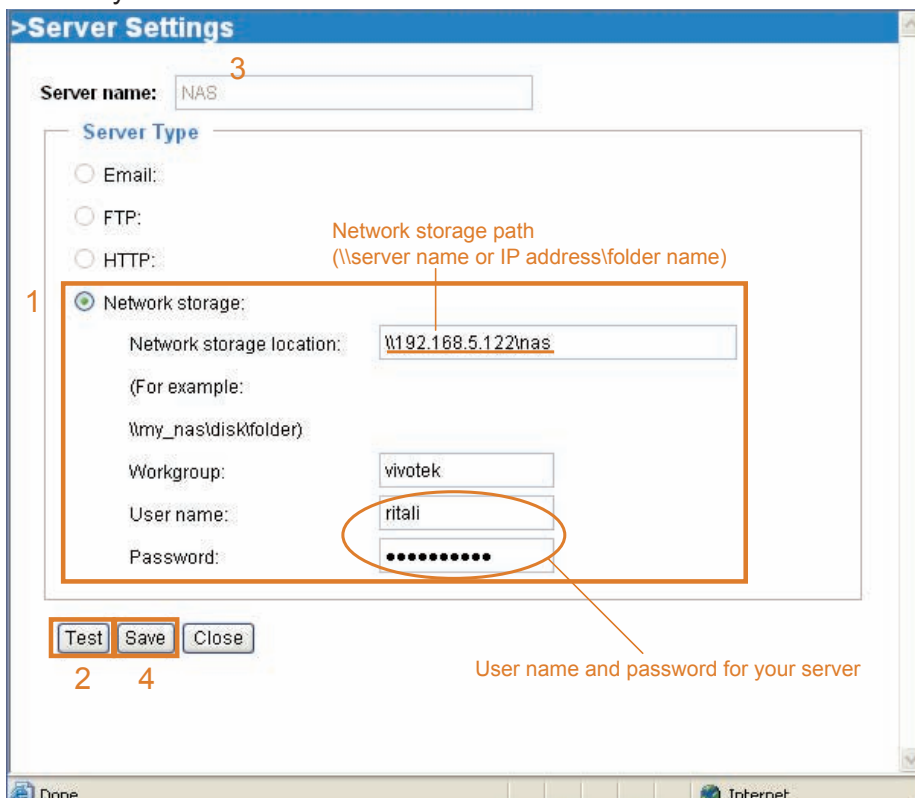 >Server Settings
3
Server name: NAS
Server Type
Email:
FTP:
Network storage path
HTTP:
(\\server name or IP address\folder name)
1
Network storage:
Network storage location: \\192.168.5.122\nas
(For example:
\\my_nas\disk\folder)
Workgroup: vivotek
User name: ritali
Password: ●●●●●●●●●●
Test Save Close
2 4
User name and password for your server
Done Internet